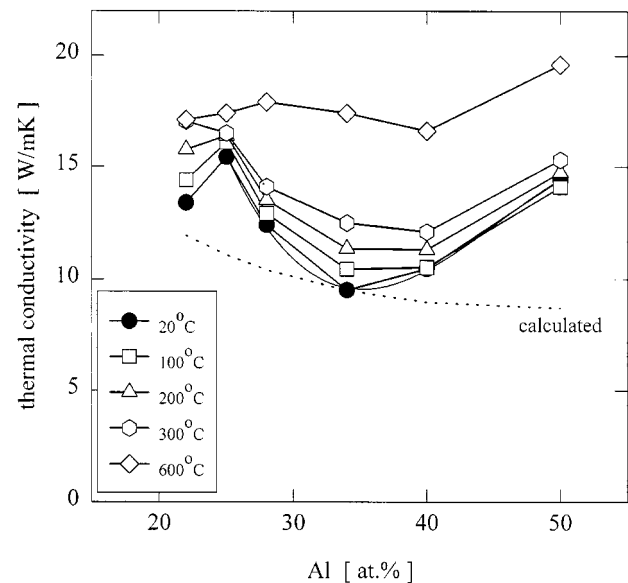 20
15
10
5
0
thermal conductivity [ W/mK ]
calculated
20°C
100°C
200°C
300°C
600°C
20 30 40 50
Al [ at.% ]